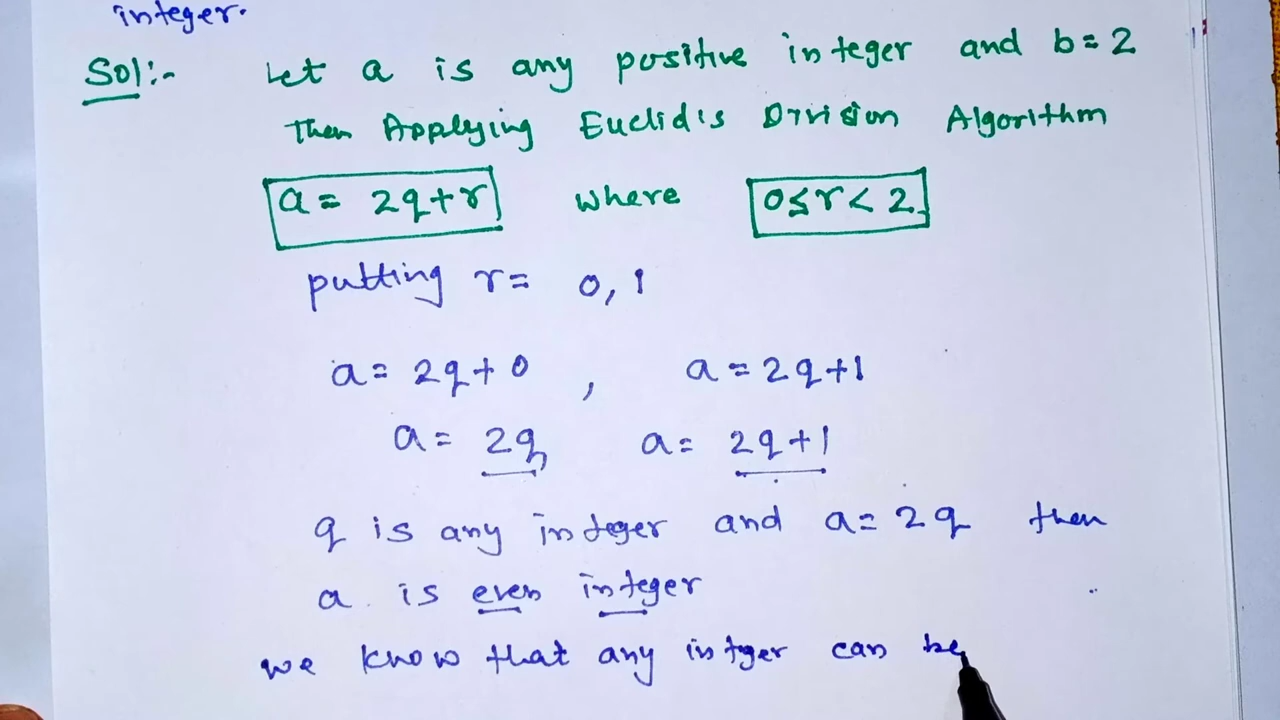 integer.
Sol:- Let a is any positive integer and b=2
Then Applying Euclid's Division Algorithm
a = 2q+r where 0≤r<2
putting r= 0, 1
a= 2q+0 , a=2q+1
a= 2q, a= 2q+1
q is any integer and a=2q then
a is even integer
we know that any integer can be